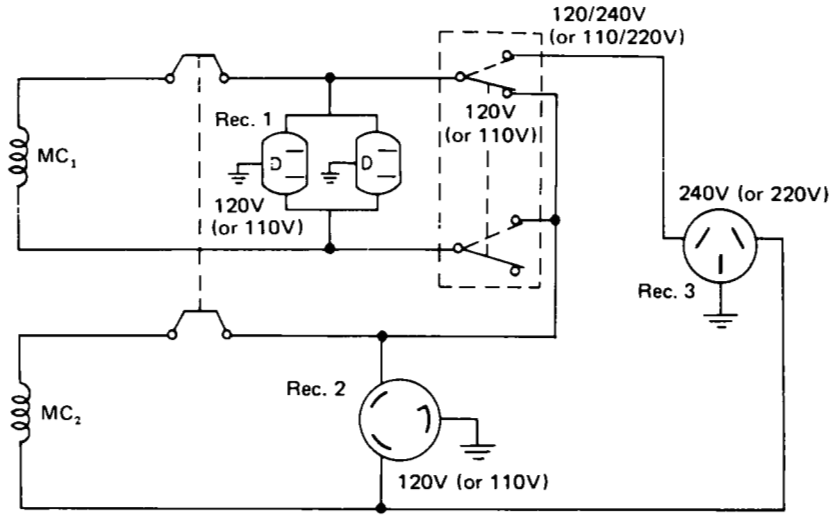 120/240V
(or 110/220V)
Rec. 1
120V
(or 110V)
MC₁
D
D
120V
(or 110V)
240V (or 220V)
Rec. 3
Rec. 2
MC₂
120V (or 110V)